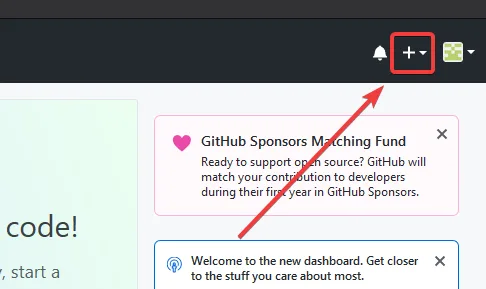 GitHub Sponsors Matching Fund
Ready to support open source? GitHub will
match your contribution to developers
during their first year in GitHub Sponsors.
code!
, start a
Welcome to the new dashboard. Get closer
to the stuff you care about most.